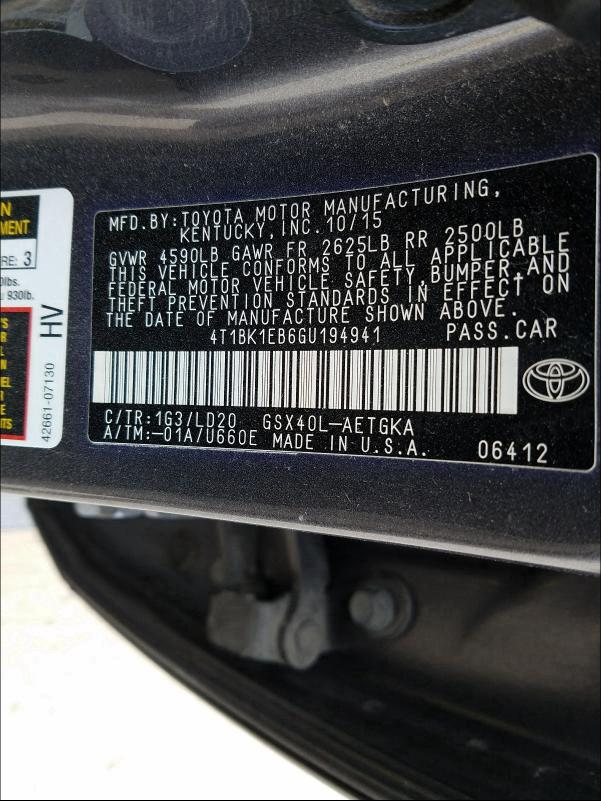 MFD.BY:TOYOTA MOTOR MANUFACTURING,
KENTUCKY, INC. 10/15
GVWR 4590LB GAWR FR 2625LB RR 2500LB
THIS VEHICLE CONFORMS TO ALL APPLICABLE
FEDERAL MOTOR VEHICLE SAFETY, BUMPER, AND
THEFT PREVENTION STANDARDS IN EFFECT ON
THE DATE OF MANUFACTURE SHOWN ABOVE.
4T1BK1EB6GU194941 PASS.CAR
C/TR:1G3/LD20 GSX40L-AETGKA
A/TM:-01A/U660E MADE IN U.S.A. 06412
RE: 3
930lb.
HV
42661-07130